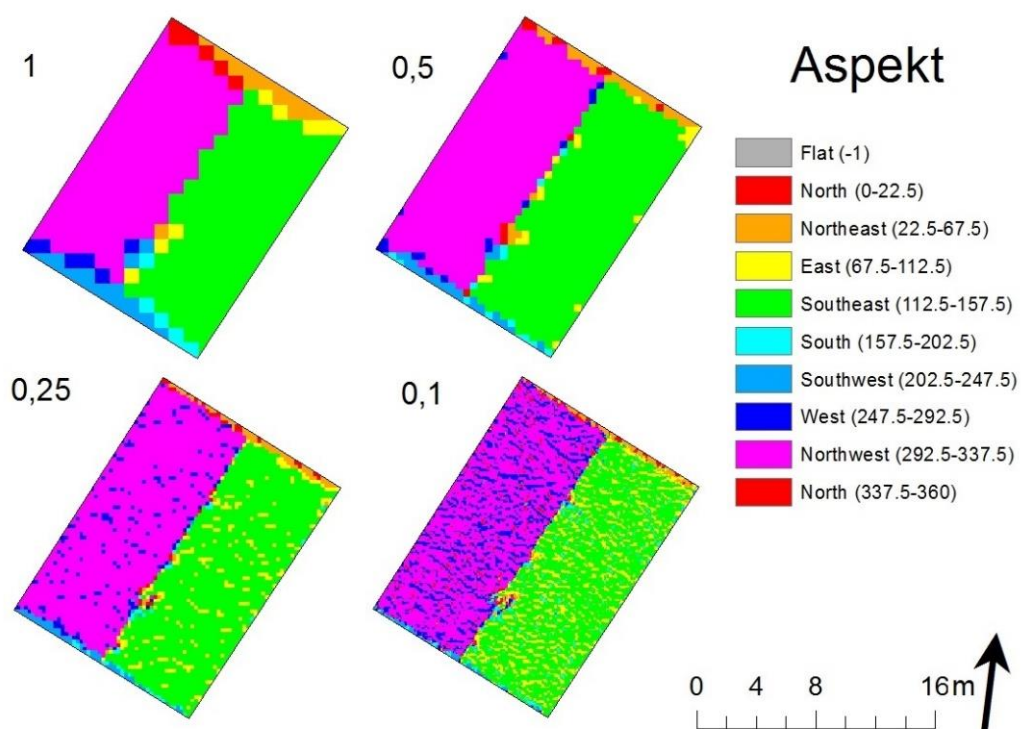 1
0,5
Aspekt
Flat (-1)
North (0-22.5)
Northeast (22.5-67.5)
East (67.5-112.5)
Southeast (112.5-157.5)
South (157.5-202.5)
Southwest (202.5-247.5)
West (247.5-292.5)
Northwest (292.5-337.5)
North (337.5-360)
0,25
0,1
0 4 8 16 m